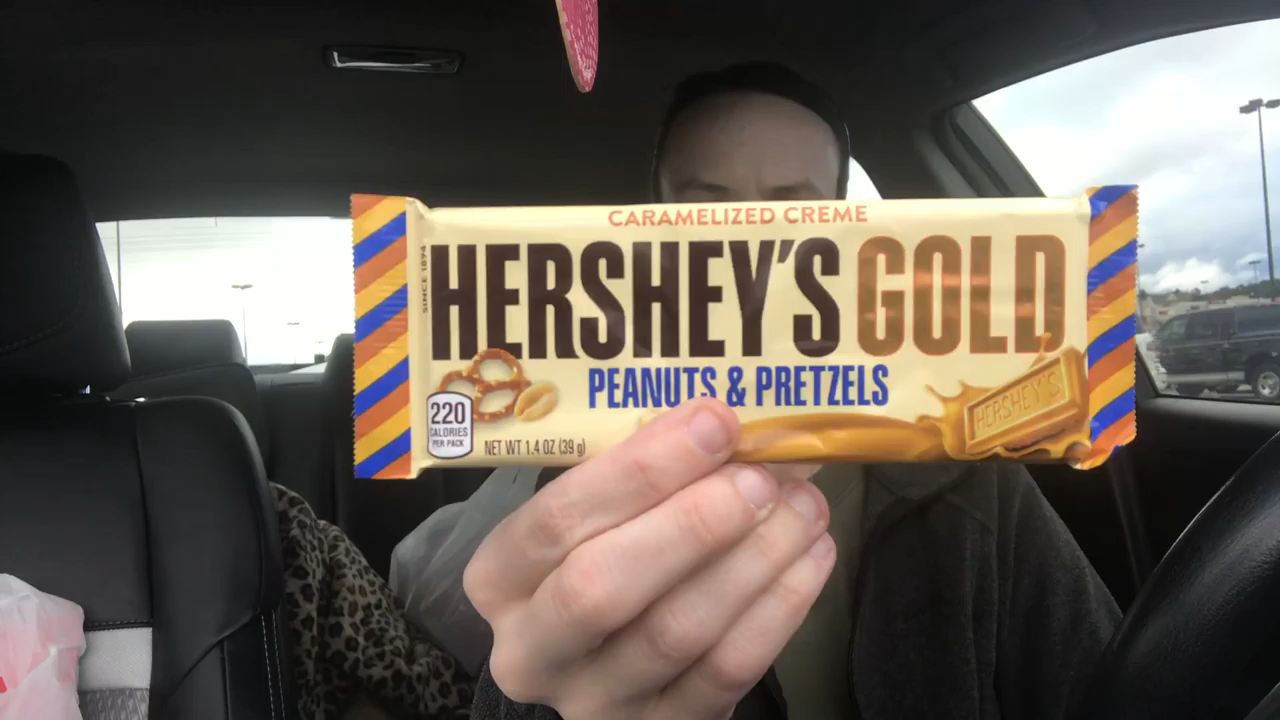 CARAMELIZED CREME
SINCE 1894
HERSHEY'S GOLD
PEANUTS & PRETZELS
HERSHEY'S
220
CALORIES
PER PACK
NET WT 1.4 OZ (39 g)